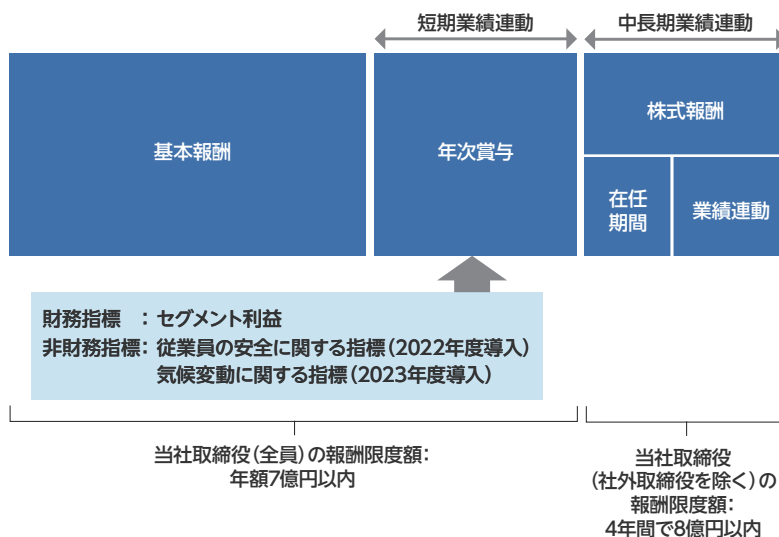 短期業績連動
中長期業績連動
基本報酬
年次賞与
株式報酬
在任
期間
業績連動
財務指標 : セグメント利益
非財務指標: 従業員の安全に関する指標(2022年度導入)
気候変動に関する指標(2023年度導入)
当社取締役(全員)の報酬限度額:
年額7億円以内
当社取締役
(社外取締役を除く)の
報酬限度額:
4年間で8億円以内